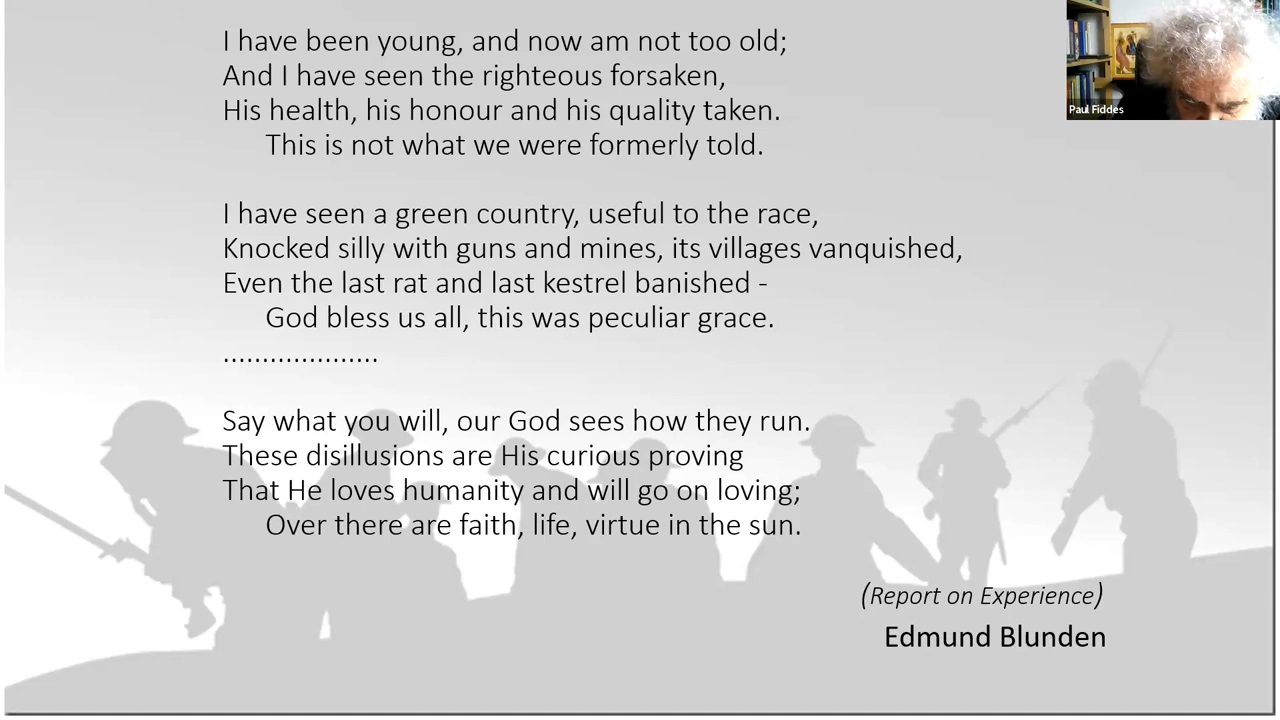 I have been young, and now am not too old;
And I have seen the righteous forsaken,
His health, his honour and his quality taken.
This is not what we were formerly told.
I have seen a green country, useful to the race,
Knocked silly with guns and mines, its villages vanquished,
Even the last rat and last kestrel banished -
God bless us all, this was peculiar grace.
....................
Say what you will, our God sees how they run.
These disillusions are His curious proving
That He loves humanity and will go on loving;
Over there are faith, life, virtue in the sun.
(Report on Experience)
Edmund Blunden
Paul Fiddes